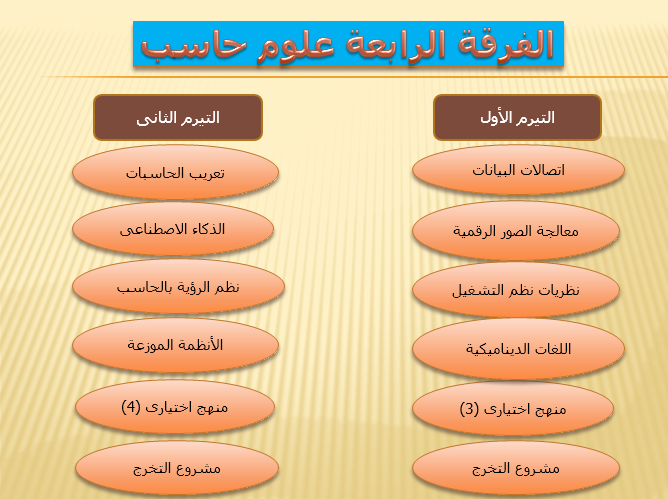 الفرقة الرابعة علوم حاسب
التيرم الأول
اتصالات البيانات
معالجة الصور الرقمية
نظريات نظم التشغيل
اللغات الديناميكية
منهج اختيارى (3)
مشروع التخرج
التيرم الثانى
تعريب الحاسبات
الذكاء الاصطناعى
نظم الرؤية بالحاسب
الأنظمة الموزعة
منهج اختيارى (4)
مشروع التخرج